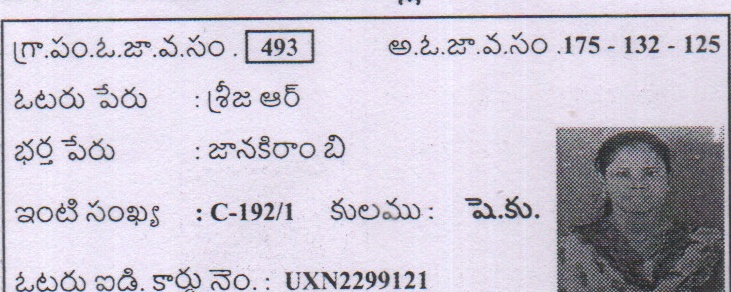 గ్రా.పం.ఓ.జా.వ.సం . 493 అ.ఓ.జా.వ.సం .175 - 132 - 125
ఓటరు పేరు : శ్రీజ ఆర్
భర్త పేరు : జానకిరాం బి
ఇంటి సంఖ్య : C-192/1 కులము : షె.కు.
ఓటరు ఐడి. కార్డు నెం. : UXN2299121